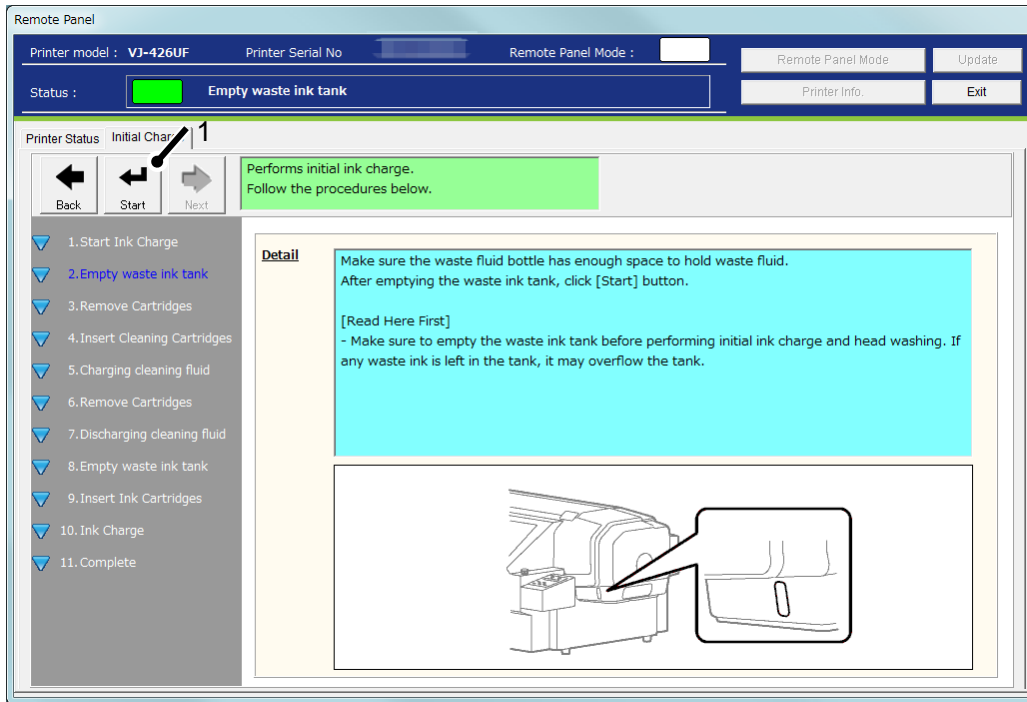 Remote Panel
Printer model : VJ-426UF Printer Serial No Remote Panel Mode :
Remote Panel Mode Update
Status : Empty waste ink tank
Printer Info. Exit
Printer Status Initial Charge 1
Back Start Next
Performs initial ink charge.
Follow the procedures below.
1.Start Ink Charge
2.Empty waste ink tank
3.Remove Cartridges
4.Insert Cleaning Cartridges
5.Charging cleaning fluid
6.Remove Cartridges
7.Discharging cleaning fluid
8.Empty waste ink tank
9.Insert Ink Cartridges
10.Ink Charge
11.Complete
Detail
Make sure the waste fluid bottle has enough space to hold waste fluid.
After emptying the waste ink tank, click [Start] button.
[Read Here First]
- Make sure to empty the waste ink tank before performing initial ink charge and head washing. If
any waste ink is left in the tank, it may overflow the tank.